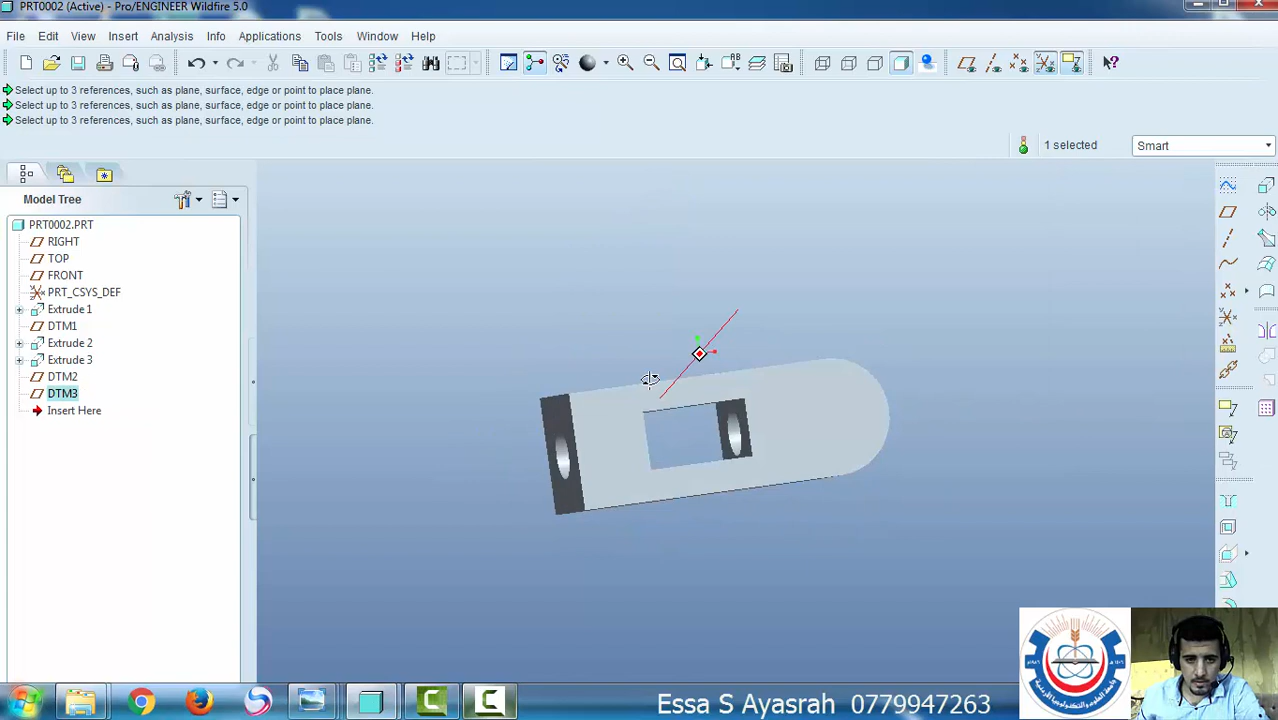 PRT0002 (Active) - Pro/ENGINEER Wildfire 5.0
File Edit View Insert Analysis Info Applications Tools Window Help
Select up to 3 references, such as plane, surface, edge or point to place plane.
Select up to 3 references, such as plane, surface, edge or point to place plane.
Select up to 3 references, such as plane, surface, edge or point to place plane.
1 selected
Smart
Model Tree
PRT0002.PRT
RIGHT
TOP
FRONT
PRT_CSYS_DEF
Extrude 1
DTM1
Extrude 2
Extrude 3
DTM2
DTM3
Insert Here
Essa S Ayasrah 0779947263